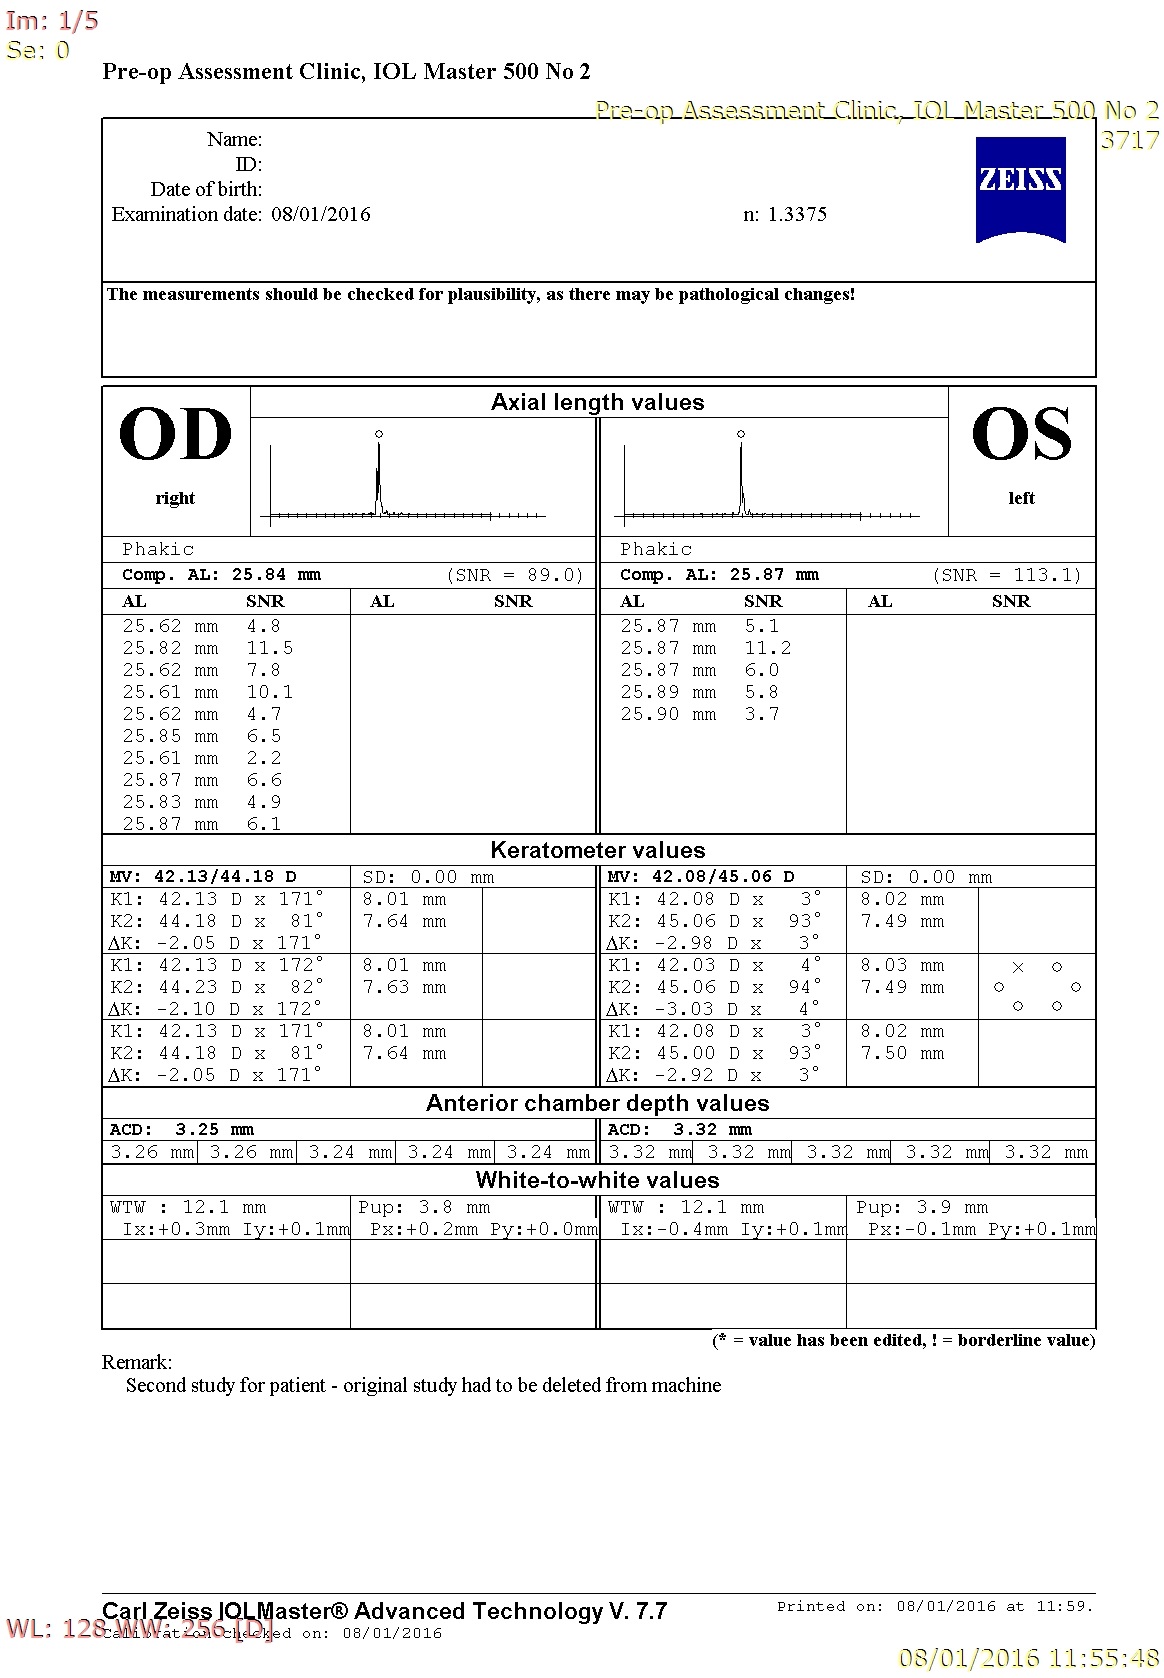 Im: 1/5
Se: 0
Pre-op Assessment Clinic, IOL Master 500 No 2
Pre-op Assessment Clinic, IOL Master 500 No 2
3717
Name:
ID:
Date of birth:
Examination date: 08/01/2016 n: 1.3375
ZEISS
The measurements should be checked for plausibility, as there may be pathological changes!
OD
right
Axial length values
OS
left
Phakic Phakic
Comp. AL: 25.84 mm (SNR = 89.0) Comp. AL: 25.87 mm (SNR = 113.1)
AL SNR AL SNR AL SNR AL SNR
25.62 mm 4.8 25.87 mm 5.1
25.82 mm 11.5 25.87 mm 11.2
25.62 mm 7.8 25.87 mm 6.0
25.61 mm 10.1 25.89 mm 5.8
25.62 mm 4.7 25.90 mm 3.7
25.85 mm 6.5
25.61 mm 2.2
25.87 mm 6.6
25.83 mm 4.9
25.87 mm 6.1
Keratometer values
MV: 42.13/44.18 D SD: 0.00 mm MV: 42.08/45.06 D SD: 0.00 mm
K1: 42.13 D x 171° 8.01 mm K1: 42.08 D x 3° 8.02 mm
K2: 44.18 D x 81° 7.64 mm K2: 45.06 D x 93° 7.49 mm
ΔK: -2.05 D x 171° ΔK: -2.98 D x 3°
K1: 42.13 D x 172° 8.01 mm K1: 42.03 D x 4° 8.03 mm
K2: 44.23 D x 82° 7.63 mm K2: 45.06 D x 94° 7.49 mm
ΔK: -2.10 D x 172° ΔK: -3.03 D x 4°
K1: 42.13 D x 171° 8.01 mm K1: 42.08 D x 3° 8.02 mm
K2: 44.18 D x 81° 7.64 mm K2: 45.00 D x 93° 7.50 mm
ΔK: -2.05 D x 171° ΔK: -2.92 D x 3°
Anterior chamber depth values
ACD: 3.25 mm ACD: 3.32 mm
3.26 mm 3.26 mm 3.24 mm 3.24 mm 3.24 mm 3.32 mm 3.32 mm 3.32 mm 3.32 mm 3.32 mm
White-to-white values
WTW : 12.1 mm Pup: 3.8 mm WTW : 12.1 mm Pup: 3.9 mm
Ix:+0.3mm Iy:+0.1mm Px:+0.2mm Py:+0.0mm Ix:-0.4mm Iy:+0.1mm Px:-0.1mm Py:+0.1mm
(* = value has been edited, ! = borderline value)
Remark:
Second study for patient - original study had to be deleted from machine
Carl Zeiss IOLMaster® Advanced Technology V. 7.7 Printed on: 08/01/2016 at 11:59.
WL: 128 WW: 256 [D]
Calibration checked on: 08/01/2016
08/01/2016 11:55:48